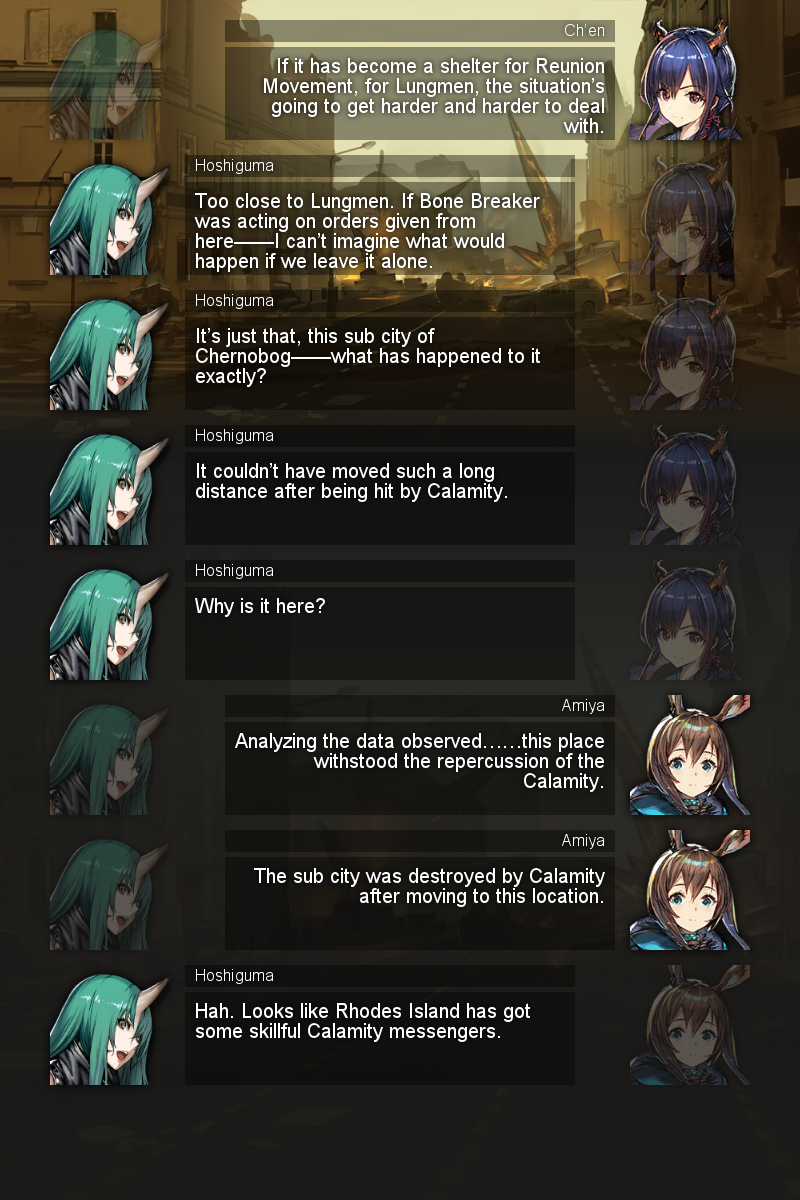 Ch'en
If it has become a shelter for Reunion
Movement, for Lungmen, the situation's
going to get harder and harder to deal
with.
Hoshiguma
Too close to Lungmen. If Bone Breaker
was acting on orders given from
here——I can't imagine what would
happen if we leave it alone.
Hoshiguma
It's just that, this sub city of
Chernobog——what has happened to it
exactly?
Hoshiguma
It couldn't have moved such a long
distance after being hit by Calamity.
Hoshiguma
Why is it here?
Amiya
Analyzing the data observed……this place
withstood the repercussion of the
Calamity.
Amiya
The sub city was destroyed by Calamity
after moving to this location.
Hoshiguma
Hah. Looks like Rhodes Island has got
some skillful Calamity messengers.